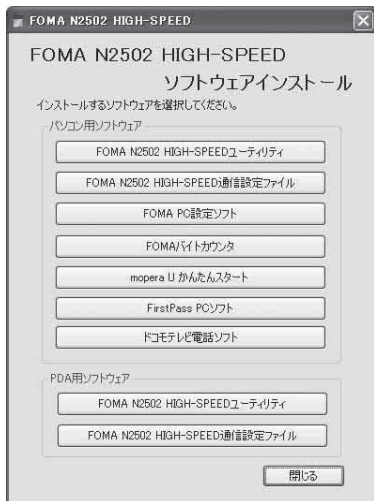 FOMA N2502 HIGH-SPEED
FOMA N2502 HIGH-SPEED
ソフトウェアインストール
インストールするソフトウェアを選択してください。
パソコン用ソフトウェア
FOMA N2502 HIGH-SPEEDユーティリティ
FOMA N2502 HIGH-SPEED通信設定ファイル
FOMA PC設定ソフト
FOMAバイトカウンタ
mopera U かんたんスタート
FirstPass PCソフト
ドコモテレビ電話ソフト
PDA用ソフトウェア
FOMA N2502 HIGH-SPEEDユーティリティ
FOMA N2502 HIGH-SPEED通信設定ファイル
閉じる